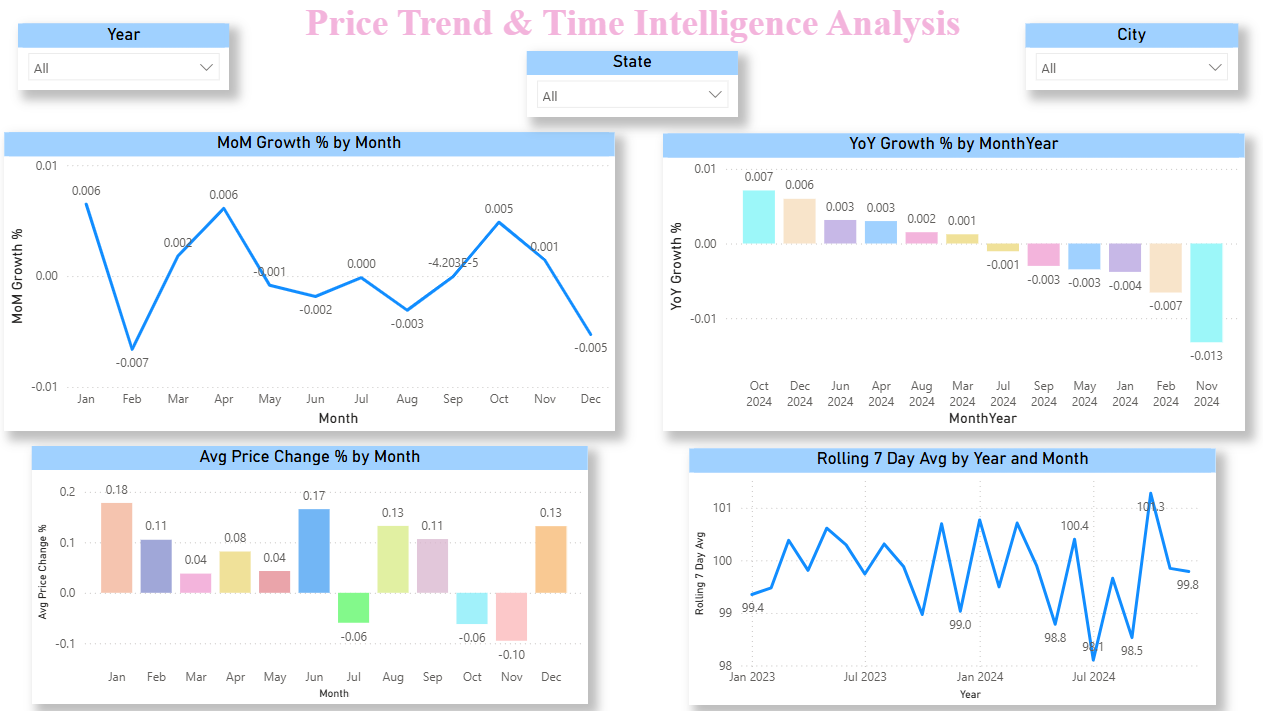 Price Trend & Time Intelligence Analysis
Year
All
State
All
City
All
MoM Growth % by Month
MoM Growth %
0.01
0.00
-0.01
0.006
-0.007
0.002
0.006
-0.001
-0.002
0.000
-0.003
-4.203E-5
0.005
0.001
-0.005
Jan Feb Mar Apr May Jun Jul Aug Sep Oct Nov Dec
Month
YoY Growth % by MonthYear
YoY Growth %
0.01
0.00
-0.01
0.007
0.006
0.003
0.003
0.002
0.001
-0.001
-0.003
-0.003
-0.004
-0.007
-0.013
Oct Dec Jun Apr Aug Mar Jul Sep May Jan Feb Nov
2024 2024 2024 2024 2024 2024 2024 2024 2024 2024 2024 2024
MonthYear
Avg Price Change % by Month
Avg Price Change %
0.2
0.1
0.0
-0.1
0.18
0.11
0.04
0.08
0.04
0.17
-0.06
0.13
0.11
-0.06
-0.10
0.13
Jan Feb Mar Apr May Jun Jul Aug Sep Oct Nov Dec
Month
Rolling 7 Day Avg by Year and Month
Rolling 7 Day Avg
101
100
99
98
99.4
99.0
98.8
100.4
98.1
98.5
101.3
99.8
Jan 2023 Jul 2023 Jan 2024 Jul 2024
Year